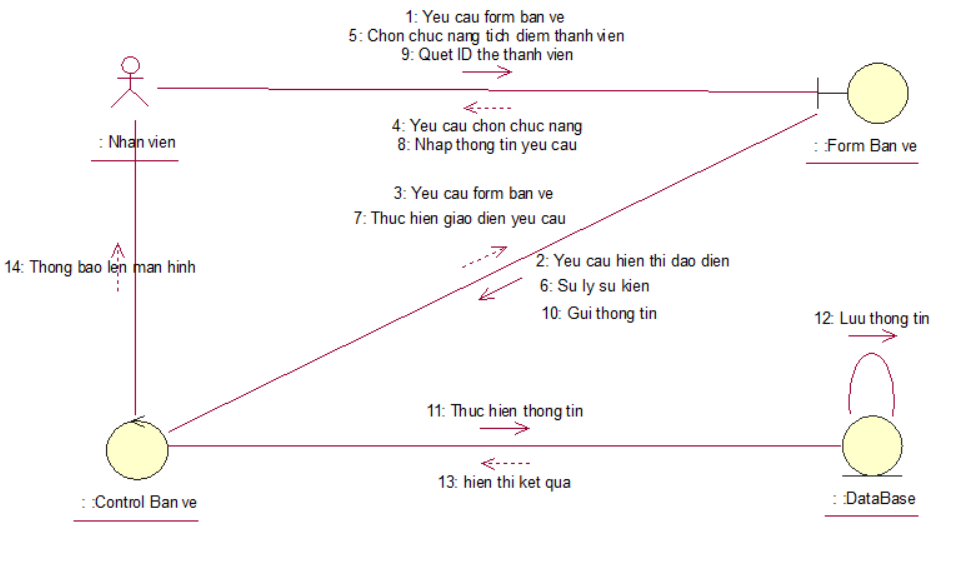 1: Yeu cau form ban ve
5: Chon chuc nang tich diem thanh vien
9: Quet ID the thanh vien
: Nhan vien
4: Yeu cau chon chuc nang
8: Nhap thong tin yeu cau
: :Form Ban ve
3: Yeu cau form ban ve
7: Thuc hien giao dien yeu cau
14: Thong bao len man hinh
2: Yeu cau hien thi dao dien
6: Su ly su kien
10: Gui thong tin
12: Luu thong tin
11: Thuc hien thong tin
13: hien thi ket qua
: :Control Ban ve
: :DataBase